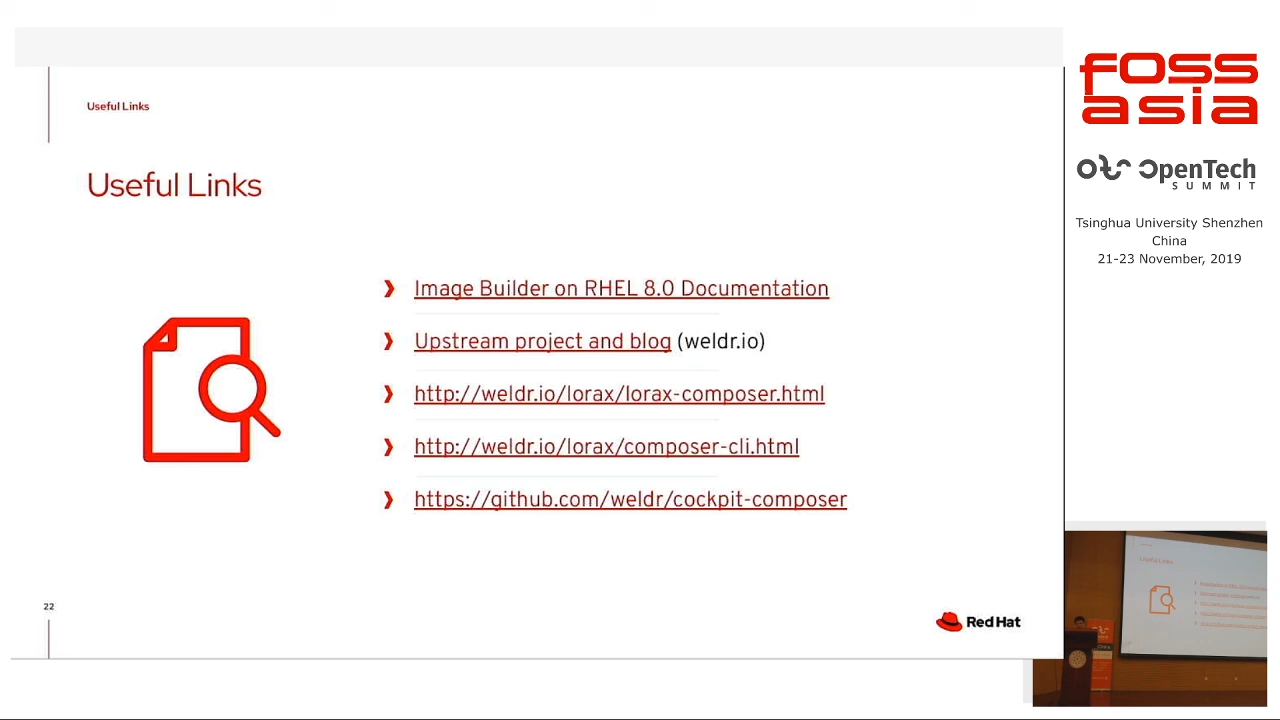 Useful Links
Useful Links
Image Builder on RHEL 8.0 Documentation
Upstream project and blog (weldr.io)
http://weldr.io/lorax/lorax-composer.html
http://weldr.io/lorax/composer-cli.html
https://github.com/weldr/cockpit-composer
22
Red Hat
FOSS
asia
OpenTech
SUMMIT
Tsinghua University Shenzhen
China
21-23 November, 2019